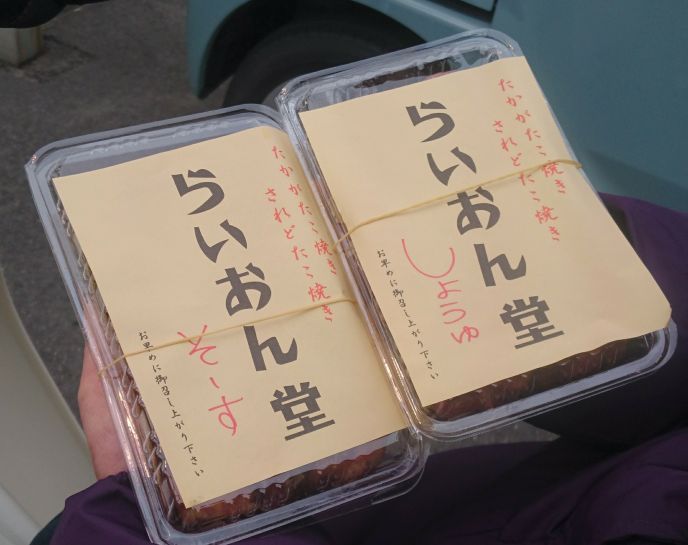 たかがたこ焼き
されどたこ焼き
らいおん堂
そーす
お早めに御召し上がり下さい
たかがたこ焼き
されどたこ焼き
らいおん堂
しょうゆ
お早めに御召し上がり下さい